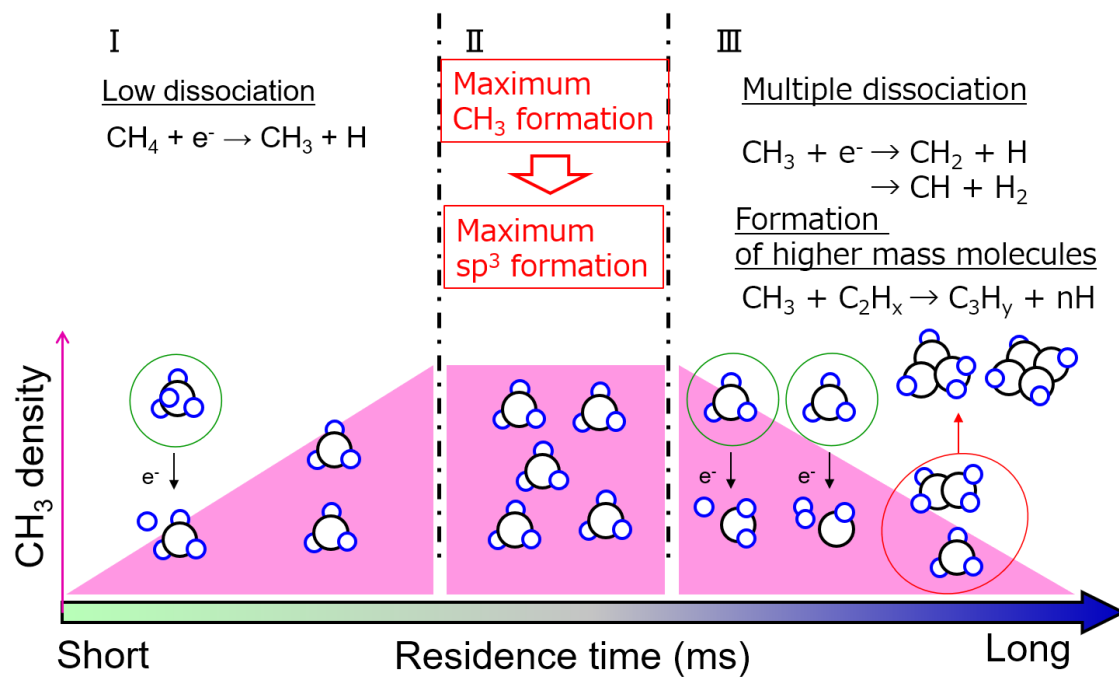 Ⅰ
Low dissociation
CH₄ + e⁻ → CH₃ + H
Ⅱ
Maximum
CH₃ formation
Maximum
sp³ formation
Ⅲ
Multiple dissociation
CH₃ + e⁻ → CH₂ + H
→ CH + H₂
Formation
of higher mass molecules
CH₃ + C₂Hₓ → C₃Hᵧ + nH
CH₃ density
e⁻
e⁻
e⁻
Short
Residence time (ms)
Long